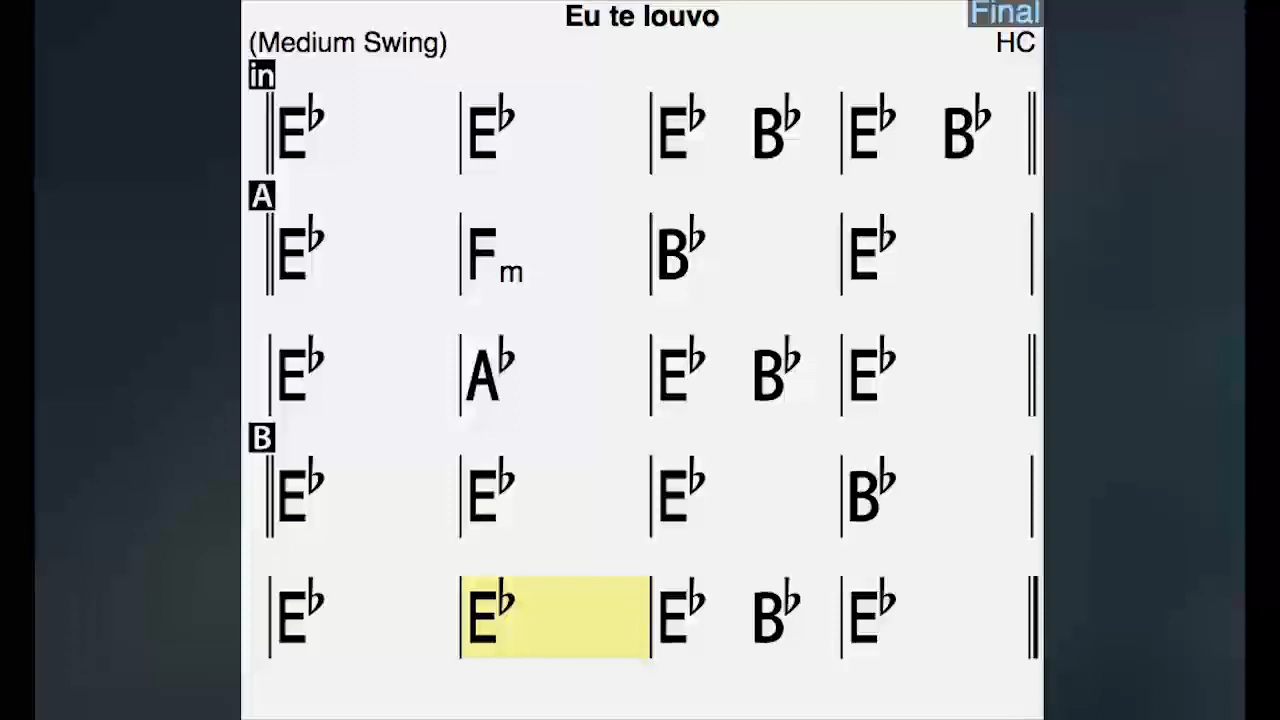 Eu te louvo
Final
(Medium Swing)
HC
in
E♭ E♭ E♭ B♭ E♭ B♭
A
E♭ Fm B♭ E♭
E♭ A♭ E♭ B♭ E♭
B
E♭ E♭ E♭ B♭
E♭ E♭ E♭ B♭ E♭